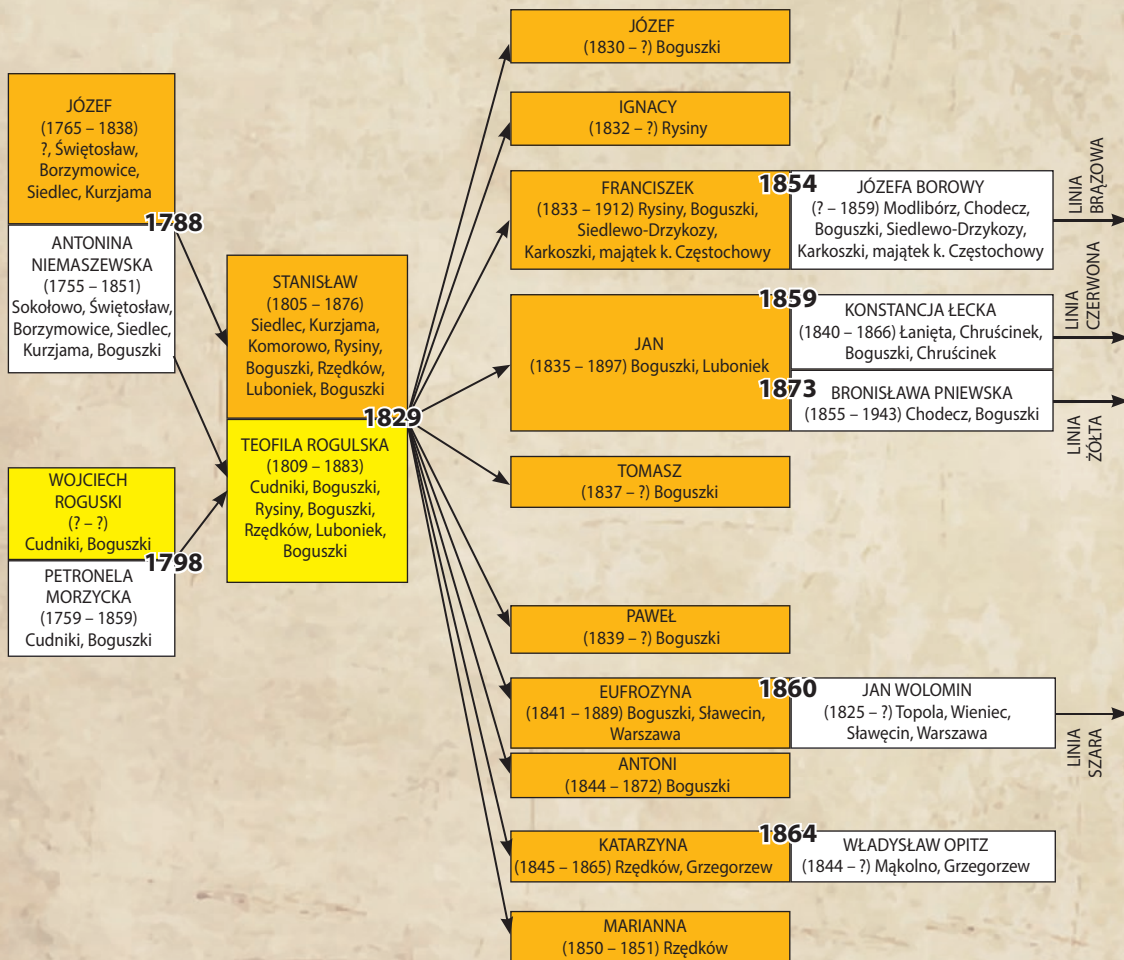 JÓZEF
(1765 – 1838)
?, Świętosław,
Borzymowice,
Siedlec, Kurzjama
1788
ANTONINA
NIEMASZEWSKA
(1755 – 1851)
Sokołowo, Świętosław,
Borzymowice, Siedlec,
Kurzjama, Boguszki
WOJCIECH
ROGUSKI
(? – ?)
Cudniki, Boguszki
1798
PETRONELA
MORZYCKA
(1759 – 1859)
Cudniki, Boguszki
STANISŁAW
(1805 – 1876)
Siedlec, Kurzjama,
Komorowo, Rysiny,
Boguszki, Rzędków,
Luboniek, Boguszki
1829
TEOFILA ROGULSKA
(1809 – 1883)
Cudniki, Boguszki,
Rysiny, Boguszki,
Rzędków, Luboniek,
Boguszki
JÓZEF
(1830 – ?) Boguszki
IGNACY
(1832 – ?) Rysiny
FRANCISZEK
(1833 – 1912) Rysiny, Boguszki,
Siedlewo-Drzykozy,
Karkoszki, majątek k. Częstochowy
1854
JÓZEFA BOROWY
(? – 1859) Modlibórz, Chodecz,
Boguszki, Siedlewo-Drzykozy,
Karkoszki, majątek k. Częstochowy
LINIA
BRĄZOWA
JAN
(1835 – 1897) Boguszki, Luboniek
1859
KONSTANCJA ŁECKA
(1840 – 1866) Łanięta, Chruścinek,
Boguszki, Chruścinek
LINIA
CZERWONA
1873
BRONISŁAWA PNIEWSKA
(1855 – 1943) Chodecz, Boguszki
LINIA
ŻÓŁTA
TOMASZ
(1837 – ?) Boguszki
PAWEŁ
(1839 – ?) Boguszki
EUFROZYNA
(1841 – 1889) Boguszki, Sławecin,
Warszawa
1860
JAN WOLOMIN
(1825 – ?) Topola, Wieniec,
Sławęcin, Warszawa
LINIA
SZARA
ANTONI
(1844 – 1872) Boguszki
KATARZYNA
(1845 – 1865) Rzędków, Grzegorzew
1864
WŁADYSŁAW OPITZ
(1844 – ?) Mąkolno, Grzegorzew
MARIANNA
(1850 – 1851) Rzędków